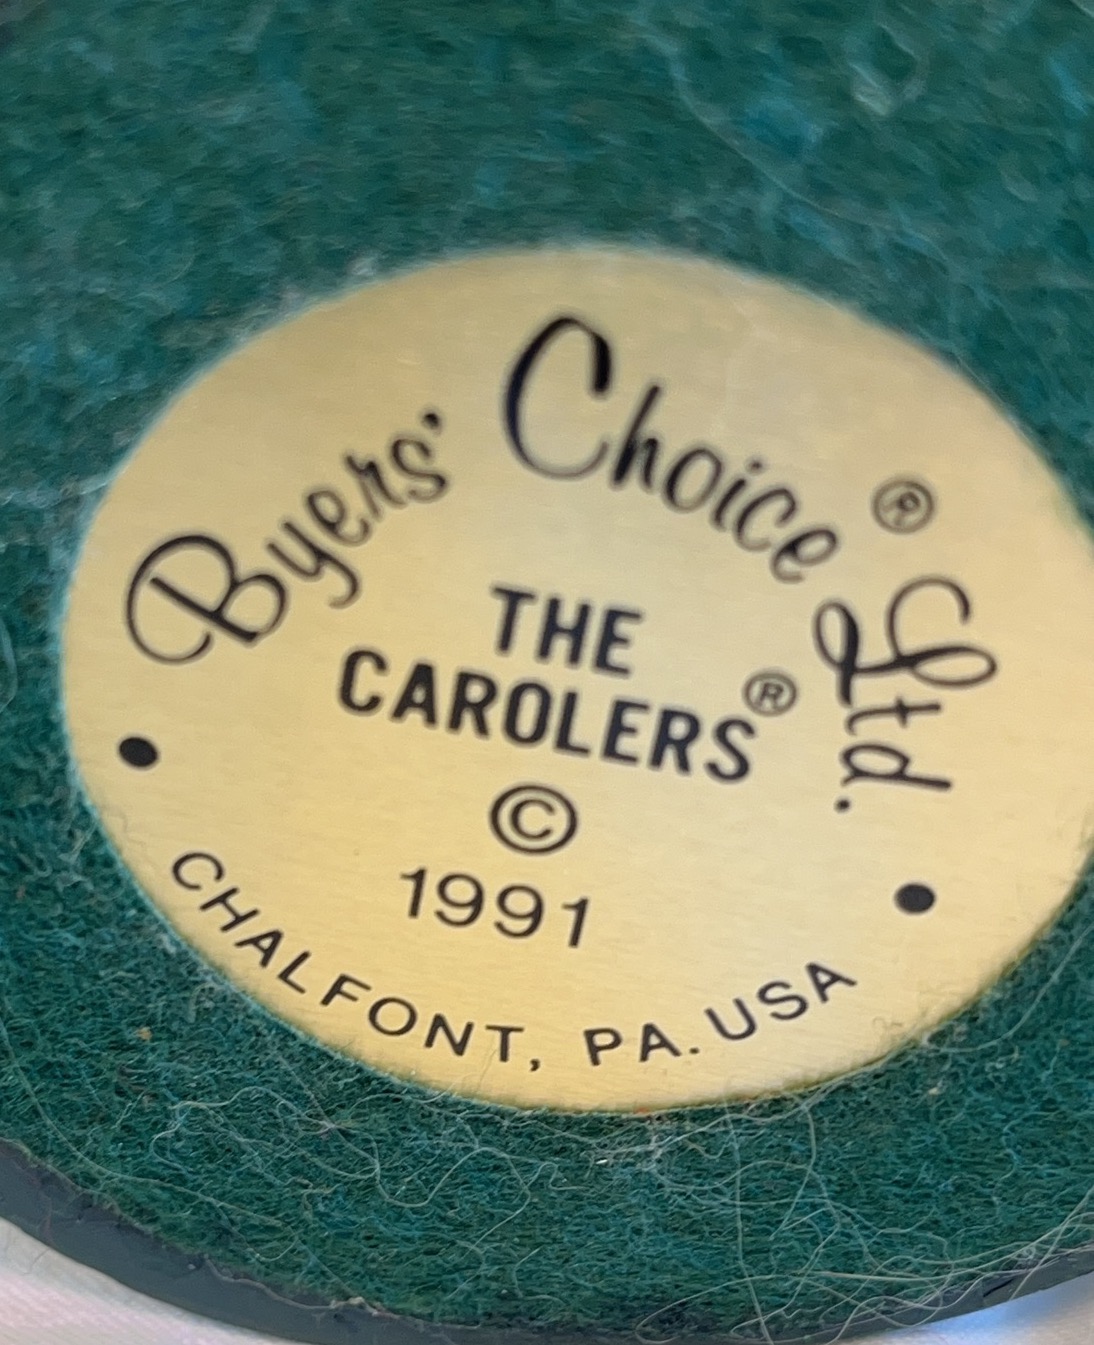 Byers' Choice Ltd.®
THE
CAROLERS®
©
1991
CHALFONT, PA. USA